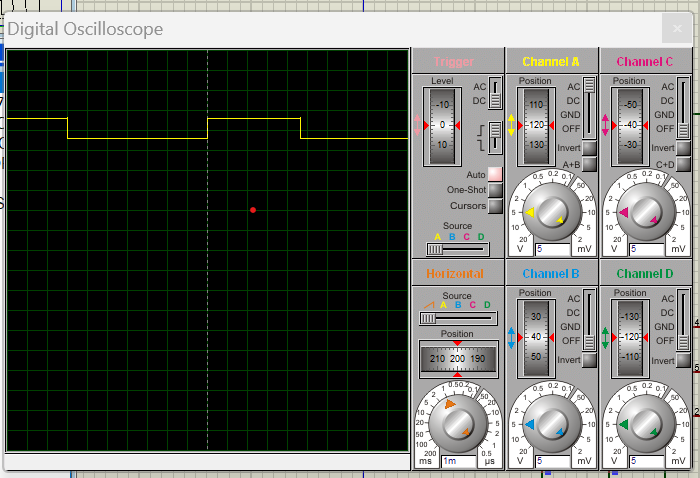 Digital Oscilloscope
Trigger
Level
-10
0
10
AC
DC
Auto
One-Shot
Cursors
Source
A B C D
Channel A
Position
110
-120
130
AC
DC
GND
OFF
Invert
A+B
20 10 5 2 1 0.5 0.2 0.1 50 20 10 5 2
V 5 mV
Channel C
Position
-50
-40
-30
AC
DC
GND
OFF
Invert
C+D
20 10 5 2 1 0.5 0.2 0.1 50 20 10 5 2
V 5 mV
Horizontal
Source
A B C D
Position
210 200 190
200 100 50 20 10 5 2 1 0.5 0.2 0.1 50 20 10 5 2 1 0.5
ms 1m µs
Channel B
Position
30
40
50
AC
DC
GND
OFF
Invert
20 10 5 2 1 0.5 0.2 0.1 50 20 10 5 2
V 5 mV
Channel D
Position
-130
-120
-110
AC
DC
GND
OFF
Invert
20 10 5 2 1 0.5 0.2 0.1 50 20 10 5 2
V 5 mV